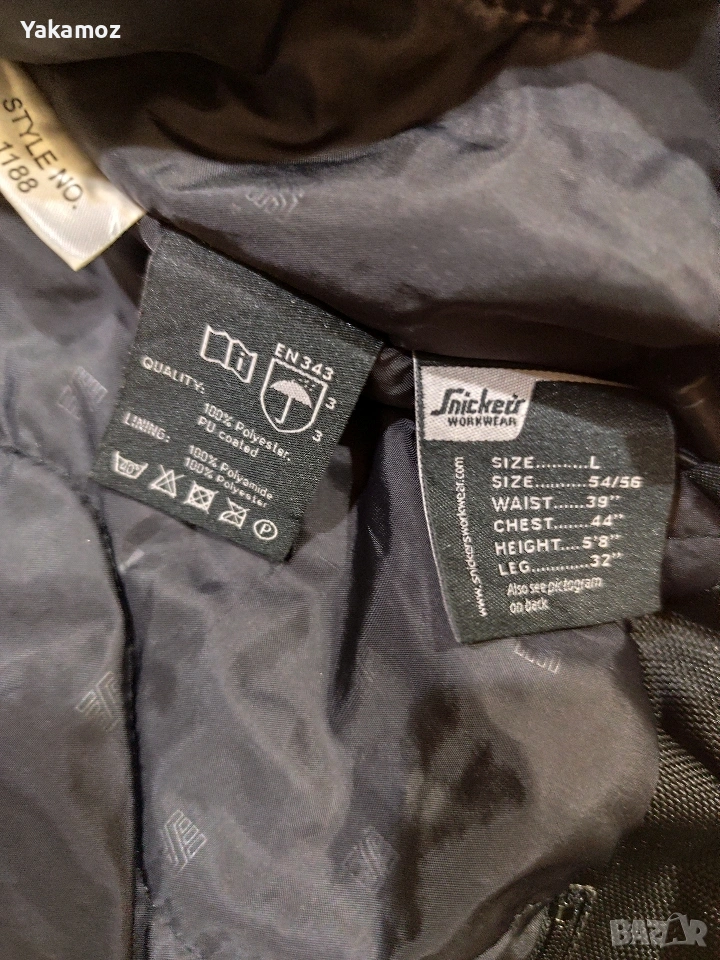 Yakamoz
STYLE NO.
1188
EN 343
3
3
QUALITY:
100% Polyester.
PU coated
LINING:
100% Polyamide
100% Polyester
40
P
Snickers
WORKWEAR
www.snickersworkwear.com
SIZE..........L
SIZE..........54/56
WAIST.......39"
CHEST.......44"
HEIGHT....5'8"
LEG..........32"
Also see pictogram
on back
BAZAR